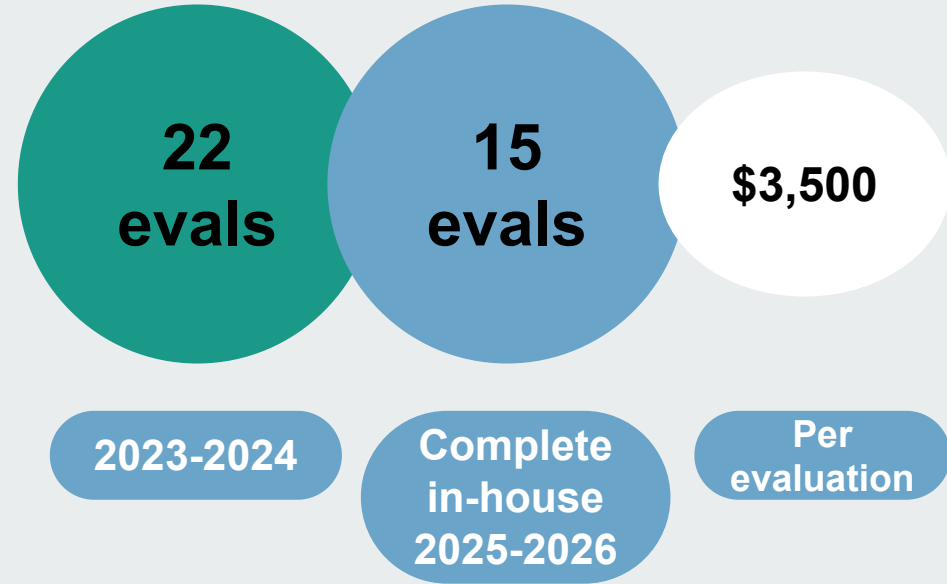 22
evals
15
evals
$3,500
2023-2024
Complete
in-house
2025-2026
Per
evaluation